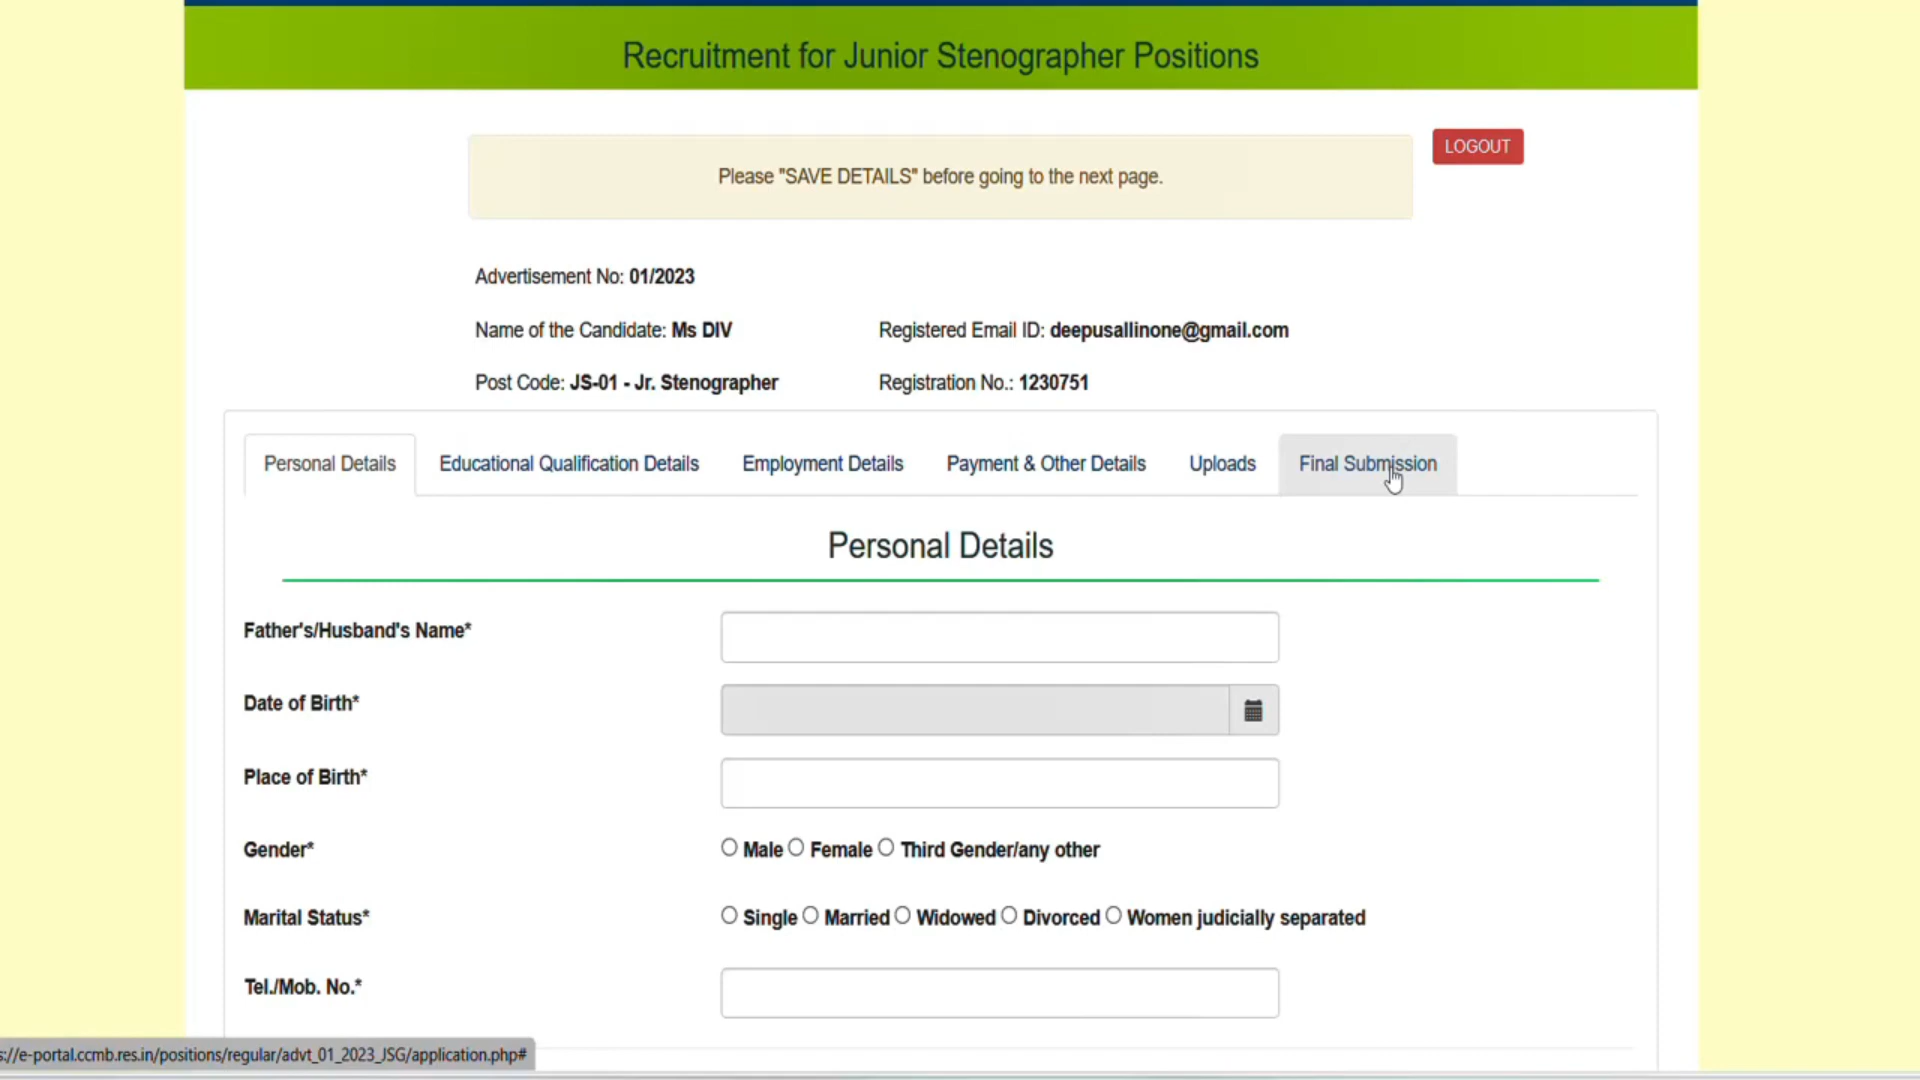 Recruitment for Junior Stenographer Positions
LOGOUT
Please "SAVE DETAILS" before going to the next page.
Advertisement No: 01/2023
Name of the Candidate: Ms DIV Registered Email ID: deepusallinone@gmail.com
Post Code: JS-01 - Jr. Stenographer Registration No.: 1230751
Personal Details Educational Qualification Details Employment Details Payment & Other Details Uploads Final Submission
Personal Details
Father's/Husband's Name*
Date of Birth*
Place of Birth*
Gender* Male Female Third Gender/any other
Marital Status* Single Married Widowed Divorced Women judicially separated
Tel./Mob. No.*
s://e-portal.ccmb.res.in/positions/regular/advt_01_2023_JSG/application.php#